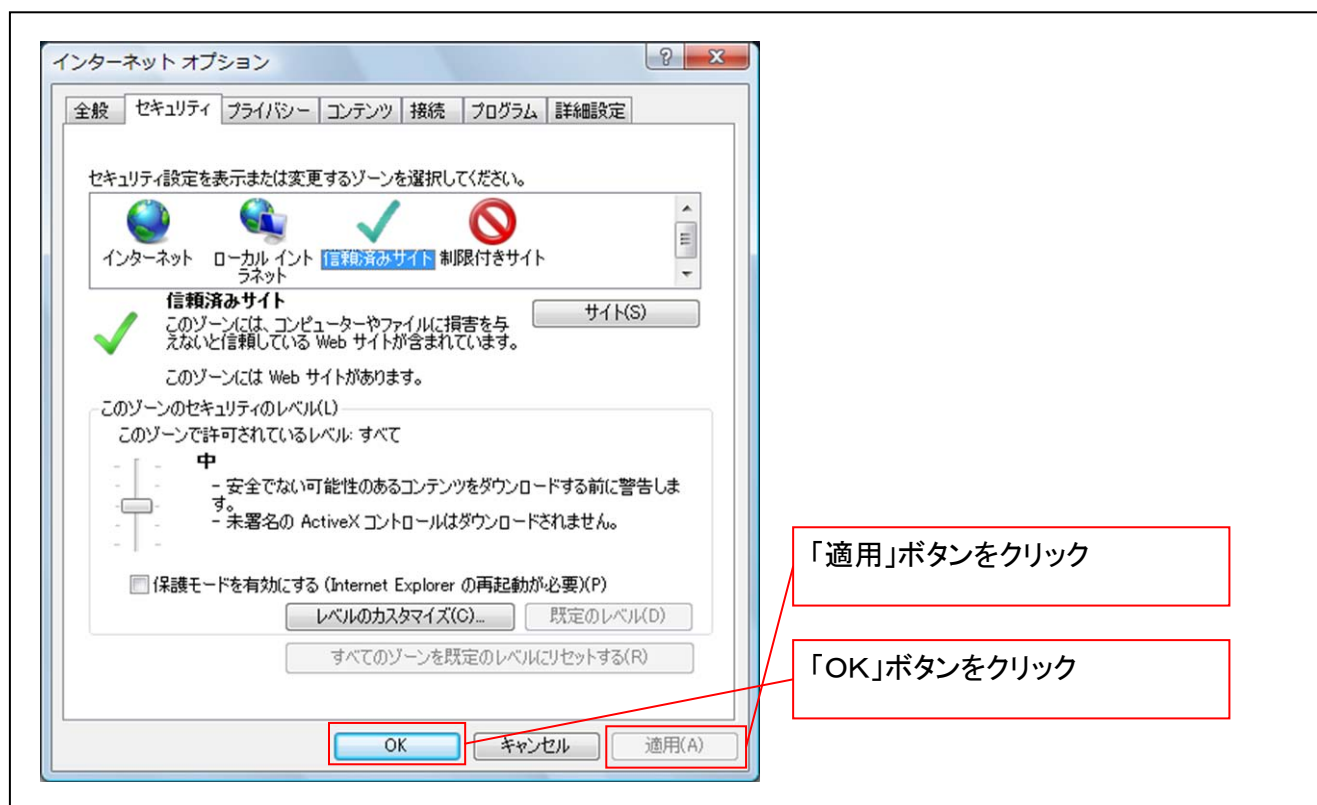 インターネット オプション
全般 セキュリティ プライバシー コンテンツ 接続 プログラム 詳細設定
セキュリティ設定を表示または変更するゾーンを選択してください。
インターネット
ローカル イント
ラネット
信頼済みサイト
制限付きサイト
信頼済みサイト
このゾーンには、コンピューターやファイルに損害を与
えないと信頼している Web サイトが含まれています。
サイト(S)
このゾーンには Web サイトがあります。
このゾーンのセキュリティのレベル(L)
このゾーンで許可されているレベル: すべて
中
- 安全でない可能性のあるコンテンツをダウンロードする前に警告しま
す。
- 未署名の ActiveX コントロールはダウンロードされません。
保護モードを有効にする (Internet Explorer の再起動が必要)(P)
レベルのカスタマイズ(C)... 既定のレベル(D)
すべてのゾーンを既定のレベルにリセットする(R)
OK キャンセル 適用(A)
「適用」ボタンをクリック
「OK」ボタンをクリック